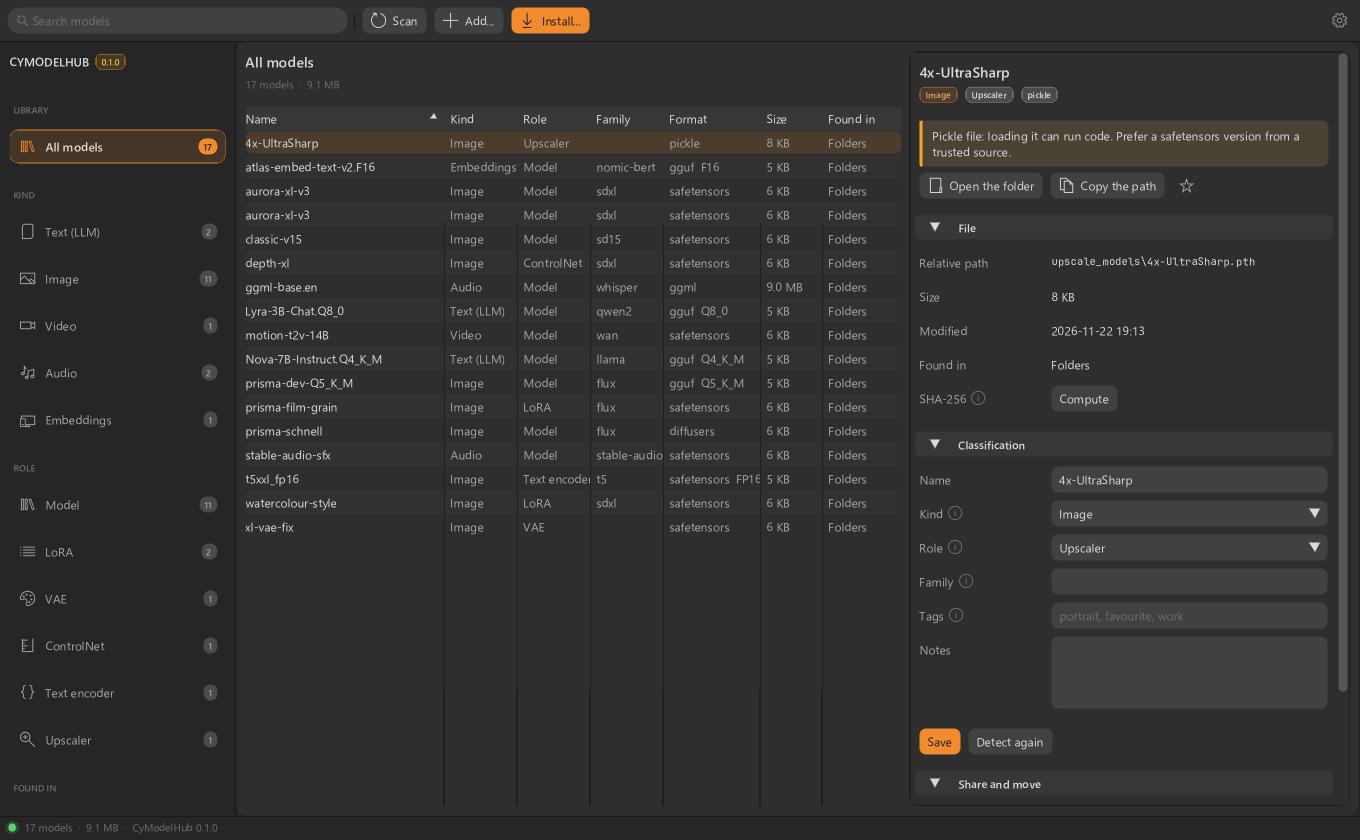 Search models
Scan
Add...
Install...
CYMODELHUB 0.1.0
LIBRARY
All models 17
KIND
Text (LLM) 2
Image 11
Video 1
Audio 2
Embeddings 1
ROLE
Model 11
LoRA 2
VAE 1
ControlNet 1
Text encoder 1
Upscaler 1
FOUND IN
All models
17 models · 9.1 MB
Name Kind Role Family Format Size Found in
4x-UltraSharp Image Upscaler pickle 8 KB Folders
atlas-embed-text-v2.F16 Embeddings Model nomic-bert gguf F16 5 KB Folders
aurora-xl-v3 Image Model sdxl safetensors 6 KB Folders
aurora-xl-v3 Image Model sdxl safetensors 6 KB Folders
classic-v15 Image Model sd15 safetensors 6 KB Folders
depth-xl Image ControlNet sdxl safetensors 6 KB Folders
ggml-base.en Audio Model whisper ggml 9.0 MB Folders
Lyra-3B-Chat.Q8_0 Text (LLM) Model qwen2 gguf Q8_0 5 KB Folders
motion-t2v-14B Video Model wan safetensors 6 KB Folders
Nova-7B-Instruct.Q4_K_M Text (LLM) Model llama gguf Q4_K_M 5 KB Folders
prisma-dev-Q5_K_M Image Model flux gguf Q5_K_M 5 KB Folders
prisma-film-grain Image LoRA flux safetensors 6 KB Folders
prisma-schnell Image Model flux diffusers 6 KB Folders
stable-audio-sfx Audio Model stable-audio safetensors 6 KB Folders
t5xxl_fp16 Image Text encoder t5 safetensors FP16 5 KB Folders
watercolour-style Image LoRA sdxl safetensors 6 KB Folders
xl-vae-fix Image VAE safetensors 6 KB Folders
4x-UltraSharp
Image Upscaler pickle
Pickle file: loading it can run code. Prefer a safetensors version from a
trusted source.
Open the folder
Copy the path
File
Relative path upscale_models\4x-UltraSharp.pth
Size 8 KB
Modified 2026-11-22 19:13
Found in Folders
SHA-256 Compute
Classification
Name 4x-UltraSharp
Kind Image
Role Upscaler
Family
Tags portrait, favourite, work
Notes
Save
Detect again
Share and move
17 models · 9.1 MB · CyModelHub 0.1.0